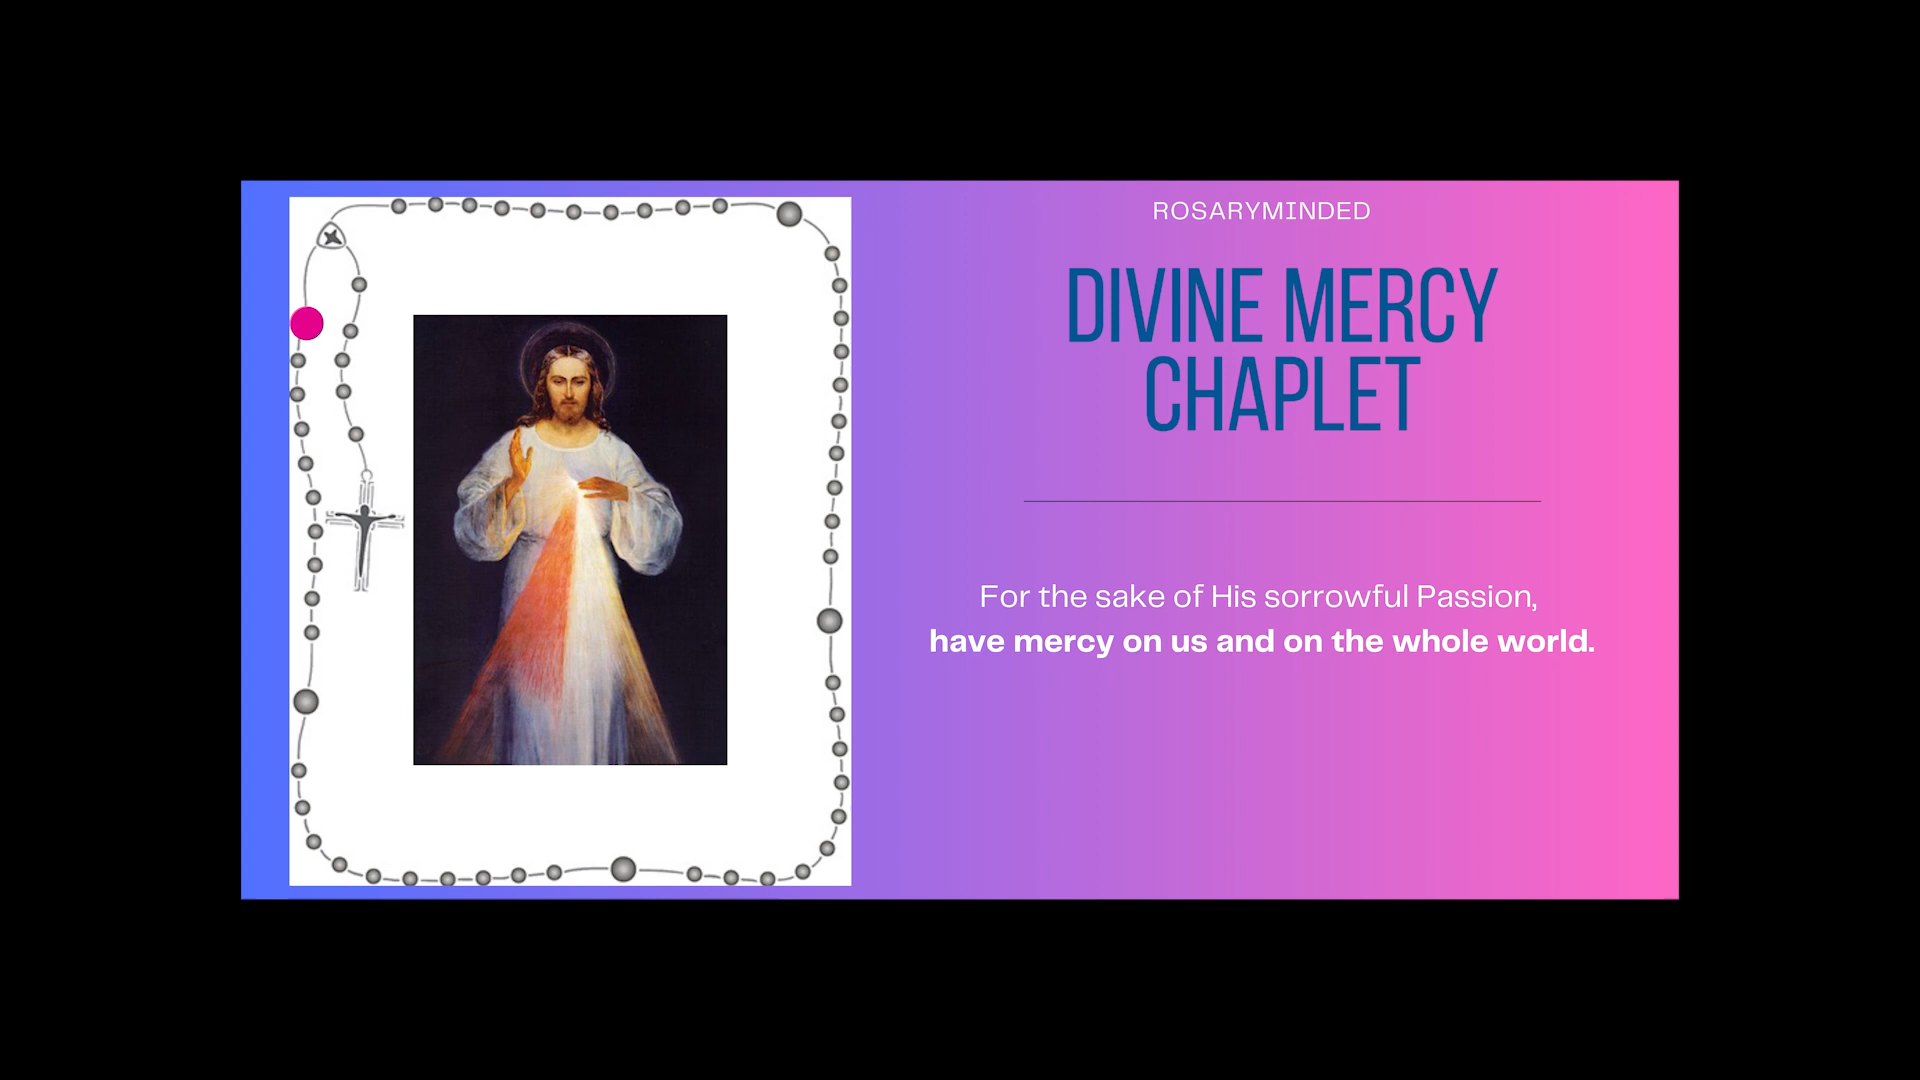 ROSARYMINDED
DIVINE MERCY
CHAPLET
For the sake of His sorrowful Passion,
have mercy on us and on the whole world.